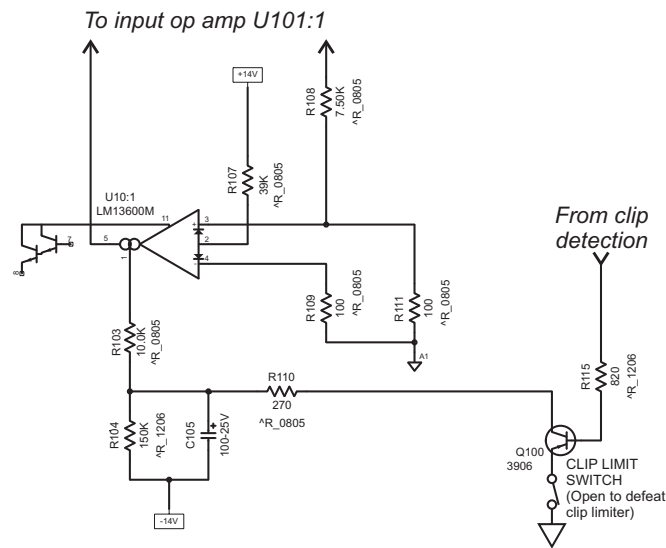 To input op amp U101:1
+14V
R108
7.50K
^R_0805
R107
39K
^R_0805
U10:1
LM13600M
11
3
+
2
4
-
5
1
7
8
From clip
detection
R109
100
^R_0805
R111
100
^R_0805
A1
R103
10.0K
^R_0805
R115
820
^R_1206
R110
270
^R_0805
R104
150K
^R_1206
C105
+
100-25V
-14V
Q100
3906
CLIP LIMIT
SWITCH
(Open to defeat
clip limiter)